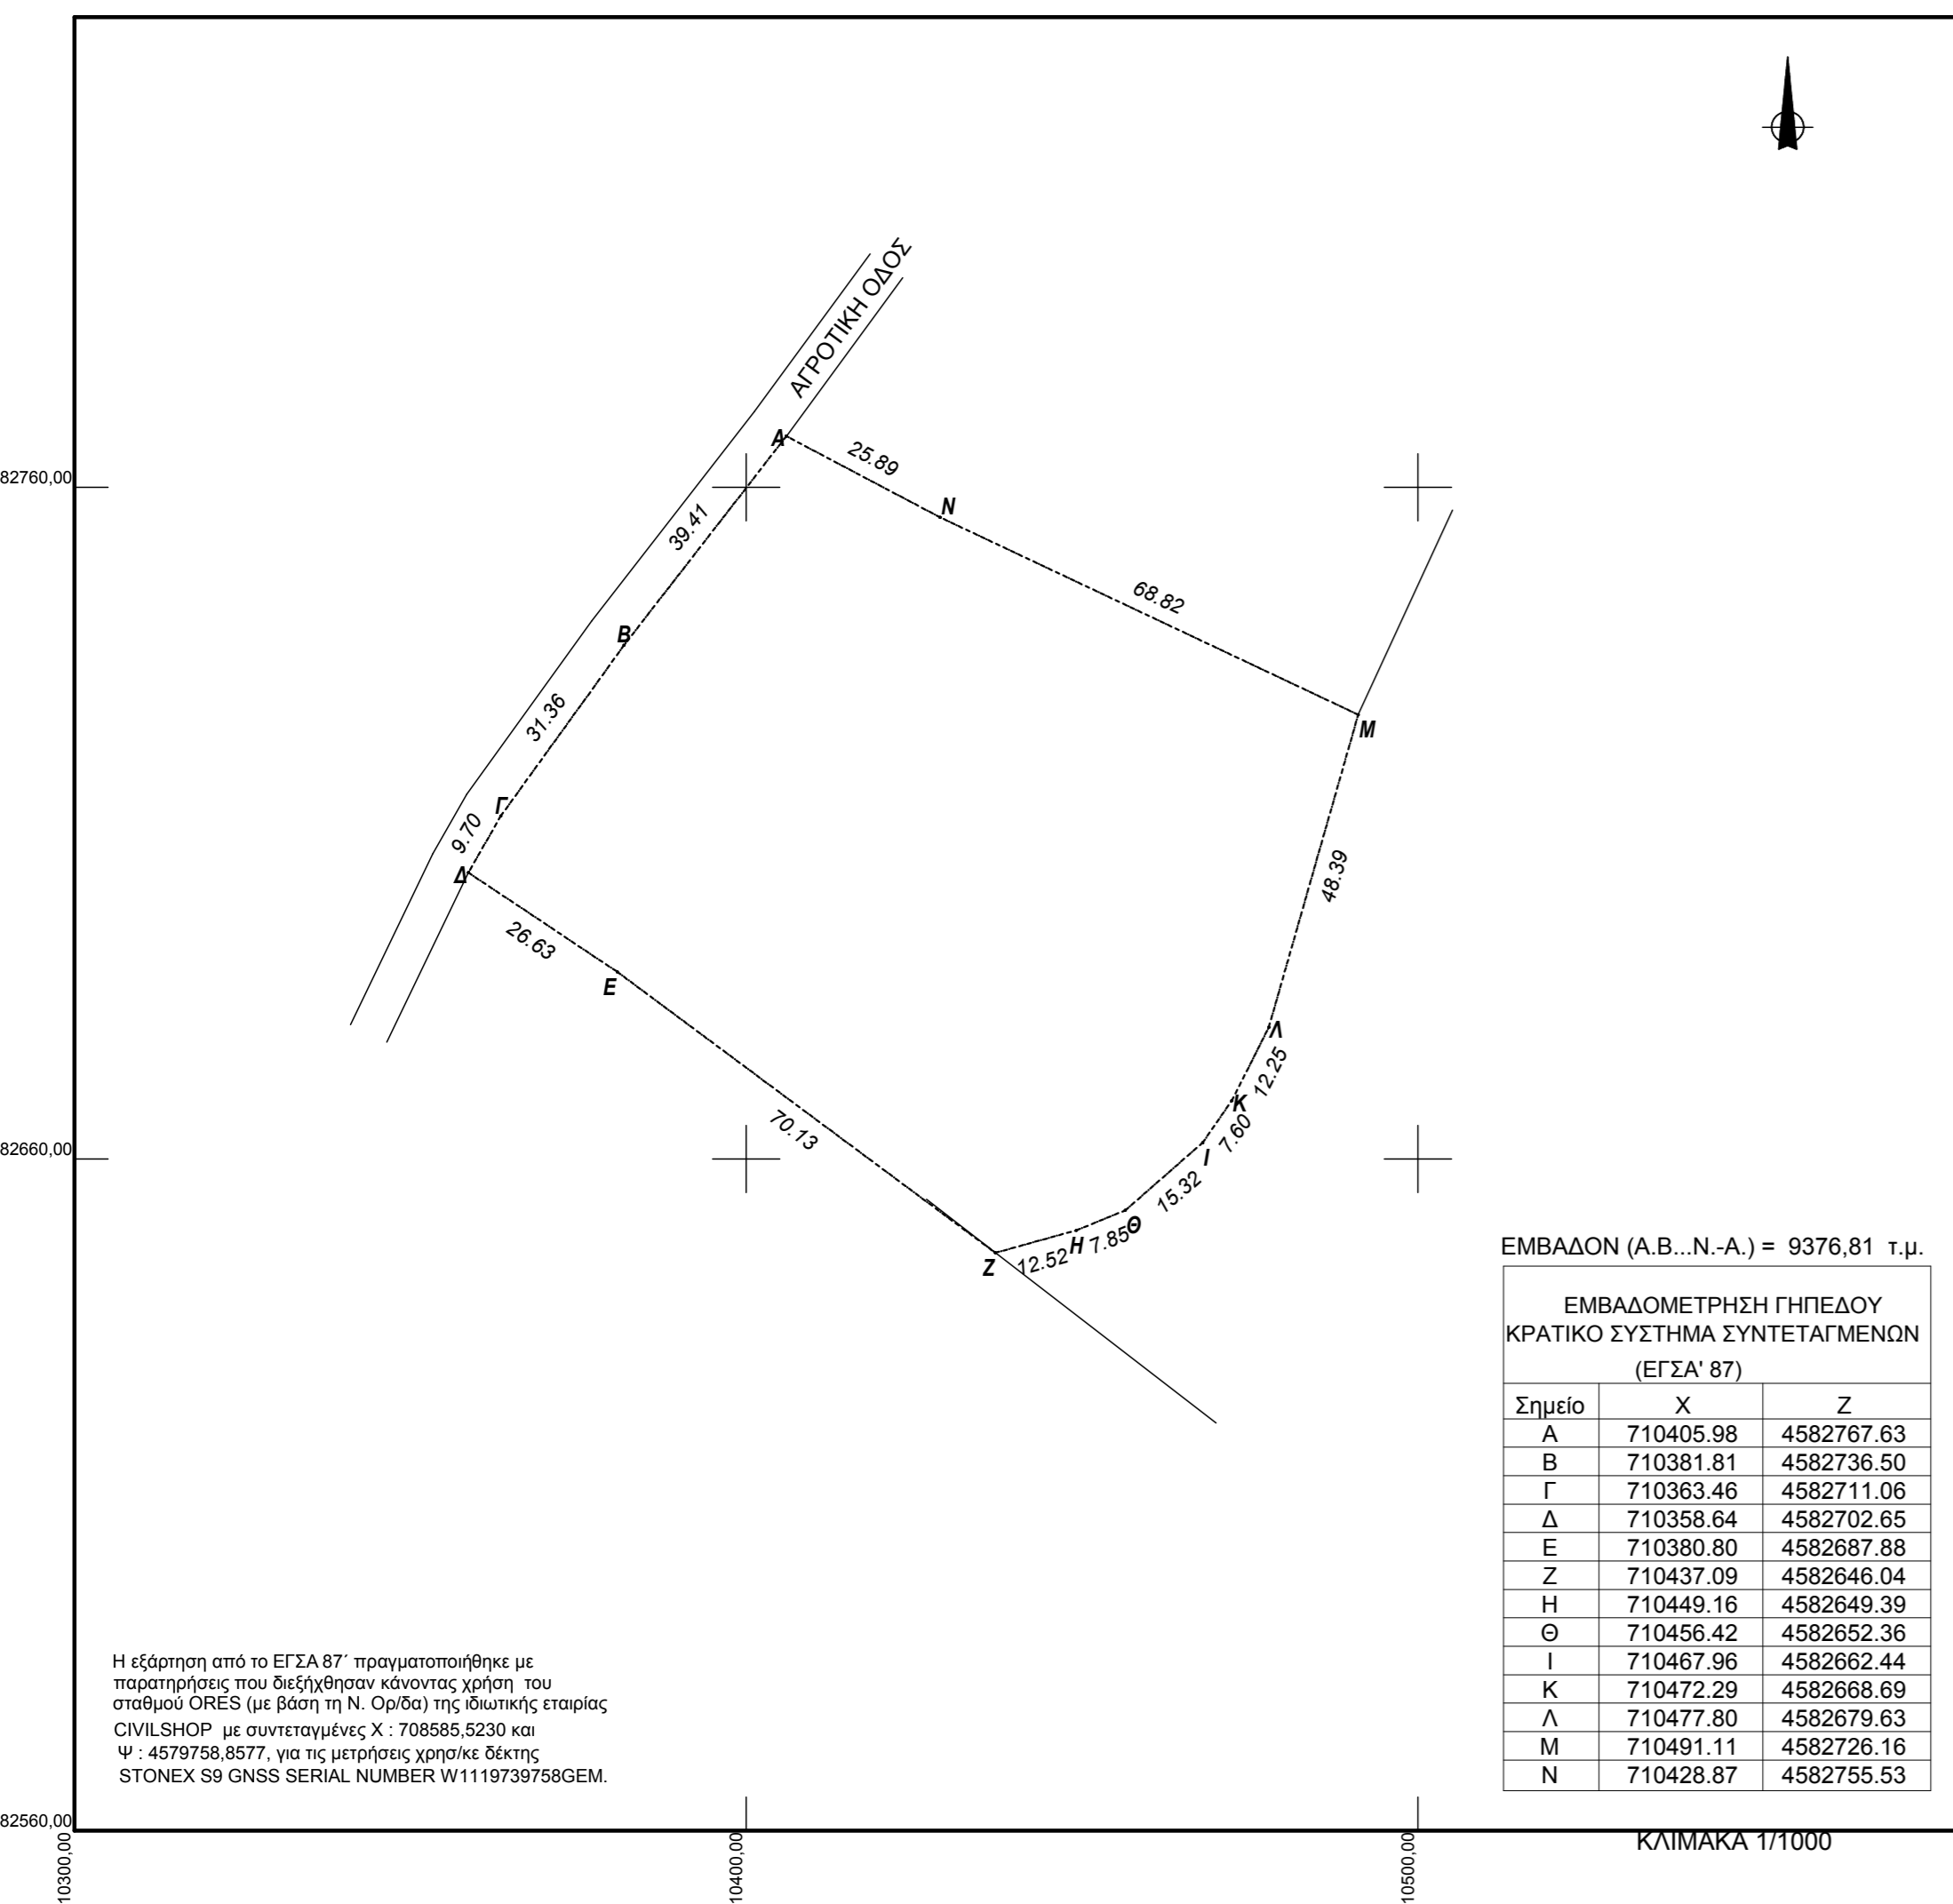 ΑΓΡΟΤΙΚΗ ΟΔΟΣ
Α
25.89
Ν
82760,00
39.41
68.82
Β
Μ
31.36
Γ
9.70
48.39
Δ
26.63
Ε
Λ
12.25
Κ
70.13
7.60
82660,00
Ι
15.32
Θ
7.85
Η
12.52
Ζ
ΕΜΒΑΔΟΝ (Α.Β...Ν.-Α.) = 9376,81 τ.μ.
ΕΜΒΑΔΟΜΕΤΡΗΣΗ ΓΗΠΕΔΟΥ
ΚΡΑΤΙΚΟ ΣΥΣΤΗΜΑ ΣΥΝΤΕΤΑΓΜΕΝΩΝ
(ΕΓΣΑ' 87)
Σημείο Χ Ζ
Α 710405.98 4582767.63
Β 710381.81 4582736.50
Γ 710363.46 4582711.06
Δ 710358.64 4582702.65
Ε 710380.80 4582687.88
Ζ 710437.09 4582646.04
Η 710449.16 4582649.39
Θ 710456.42 4582652.36
Ι 710467.96 4582662.44
Κ 710472.29 4582668.69
Λ 710477.80 4582679.63
Μ 710491.11 4582726.16
Ν 710428.87 4582755.53
Η εξάρτηση από το ΕΓΣΑ 87΄ πραγματοποιήθηκε με
παρατηρήσεις που διεξήχθησαν κάνοντας χρήση του
σταθμού ORES (με βάση τη Ν. Ορ/δα) της ιδιωτικής εταιρίας
CIVILSHOP με συντεταγμένες Χ : 708585,5230 και
Ψ : 4579758,8577, για τις μετρήσεις χρησ/κε δέκτης
STONEX S9 GNSS SERIAL NUMBER W1119739758GEM.
82560,00
10300,00
10400,00
10500,00
ΚΛΙΜΑΚΑ 1/1000